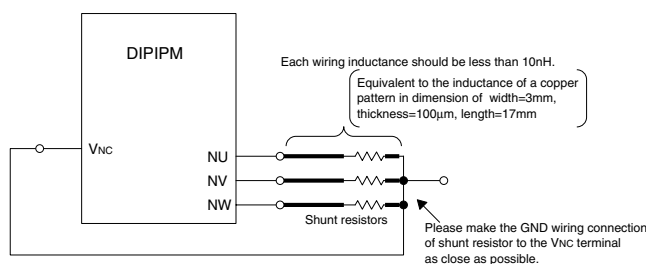 DIPIPM
Each wiring inductance should be less than 10nH.
Equivalent to the inductance of a copper
pattern in dimension of width=3mm,
thickness=100μm, length=17mm
VNC
NU
NV
NW
Shunt resistors
Please make the GND wiring connection
of shunt resistor to the VNC terminal
as close as possible.